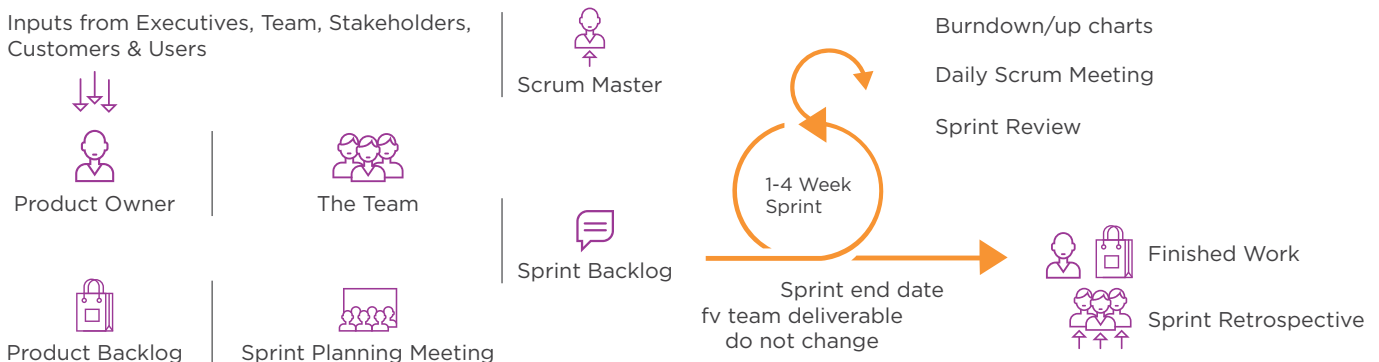 Inputs from Executives, Team, Stakeholders,
Customers & Users
Product Owner
The Team
Product Backlog
Sprint Planning Meeting
Scrum Master
Sprint Backlog
1-4 Week
Sprint
Burndown/up charts
Daily Scrum Meeting
Sprint Review
Sprint end date
fv team deliverable
do not change
Finished Work
Sprint Retrospective